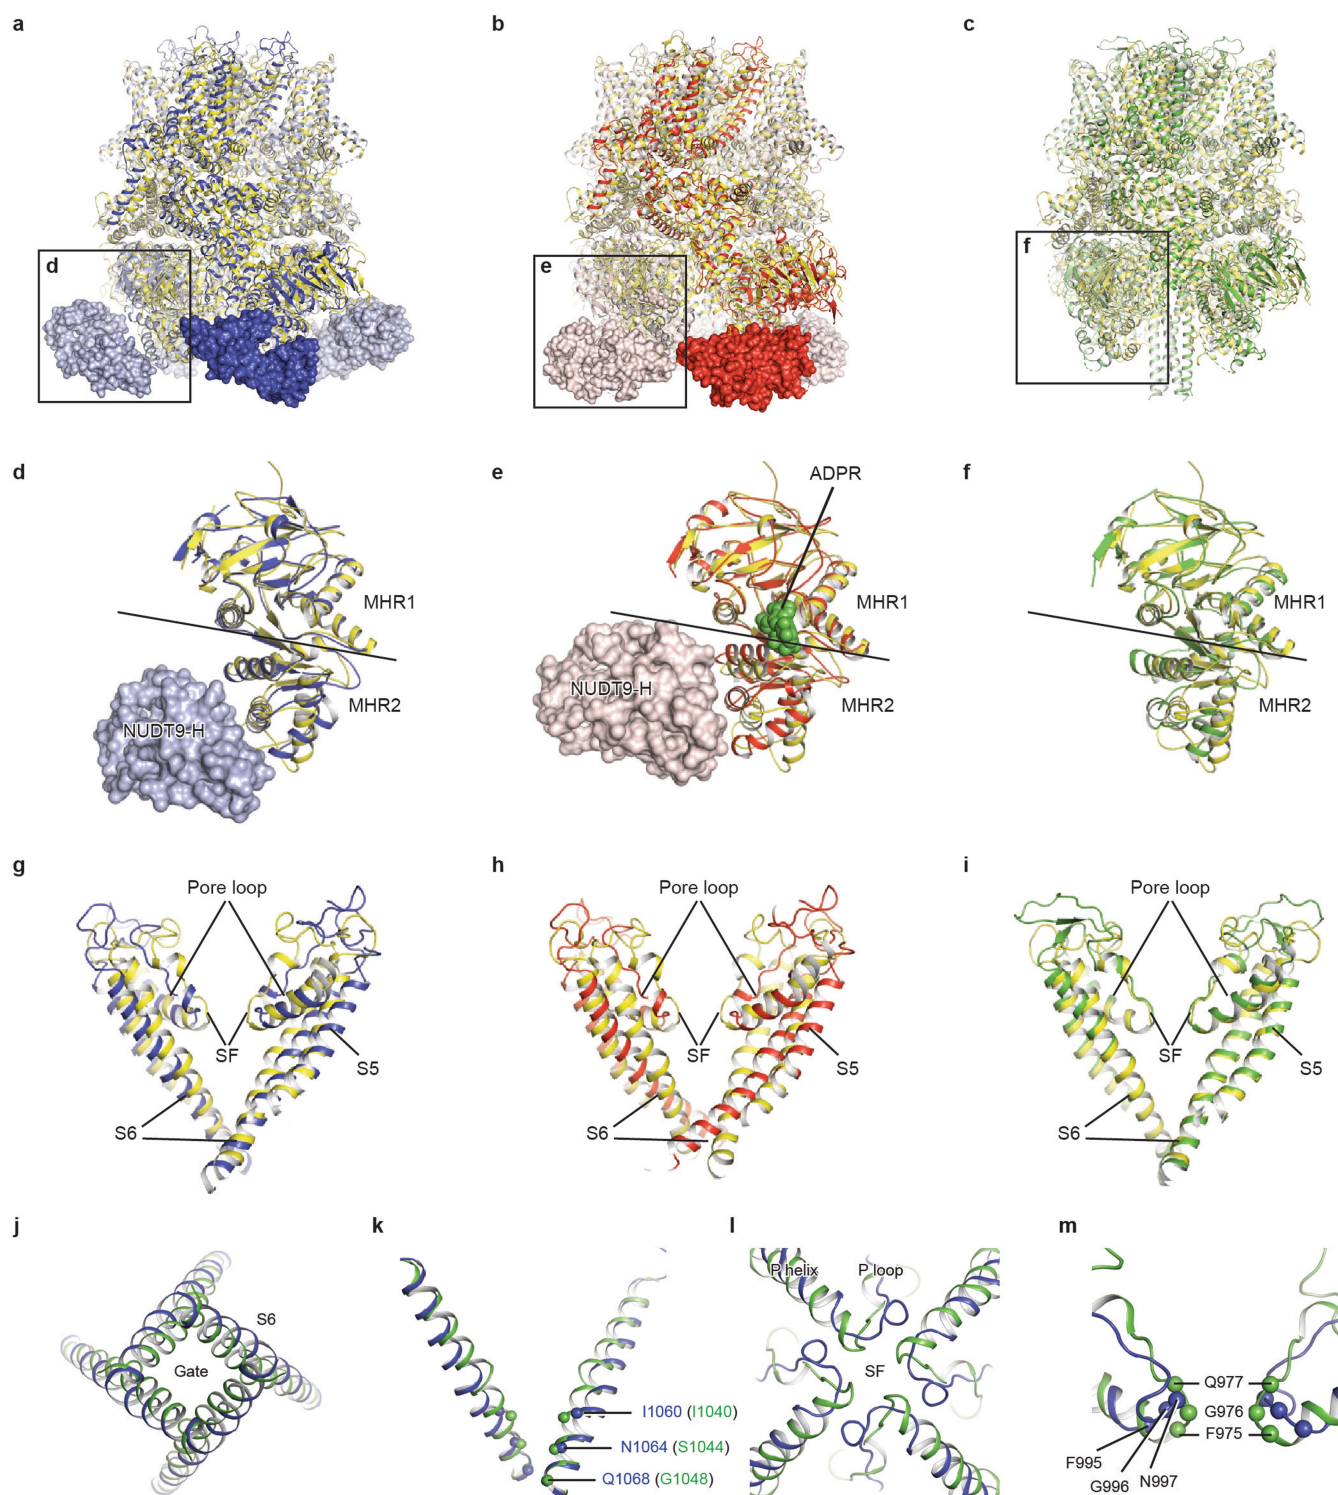 a
b
c
d
e
f
d
e
ADPR
f
MHR1
MHR1
MHR1
NUDT9-H
MHR2
NUDT9-H
MHR2
MHR2
g
h
i
Pore loop
Pore loop
Pore loop
SF
S5
SF
S5
SF
S5
S6
S6
S6
j
k
l
m
S6
Gate
I1060 (I1040)
N1064 (S1044)
Q1068 (G1048)
P helix
P loop
SF
Q977
G976
F975
F995
G996
N997